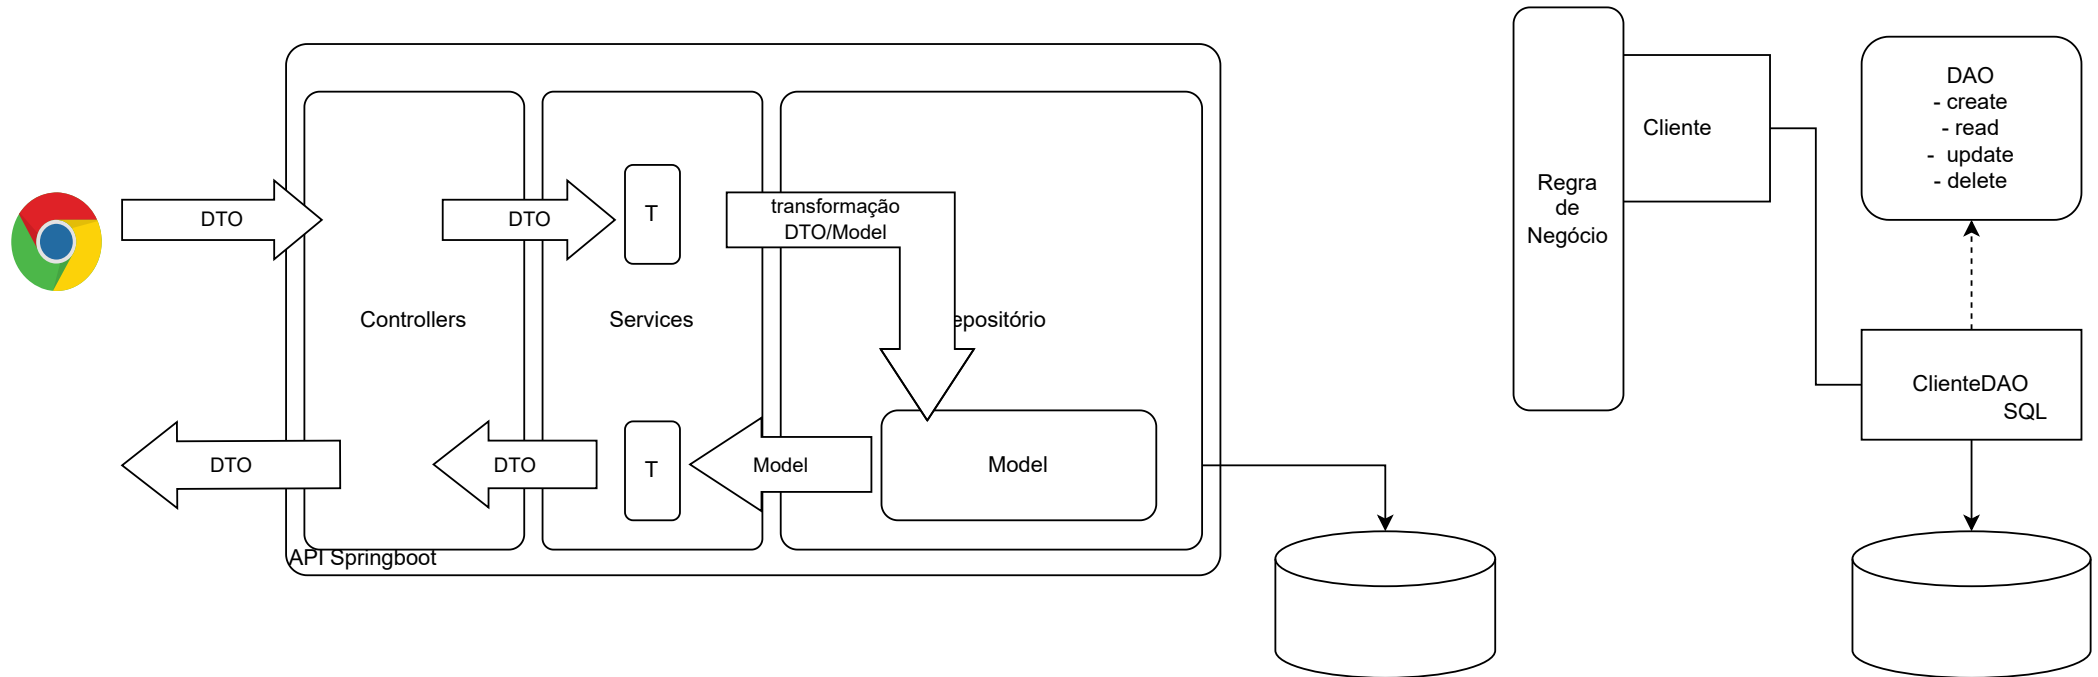 DTO
DTO
T
transformação
DTO/Model
Controllers
Services
epositório
DTO
DTO
T
Model
Model
API Springboot
Regra
de
Negócio
Cliente
DAO
- create
- read
- update
- delete
ClienteDAO
SQL